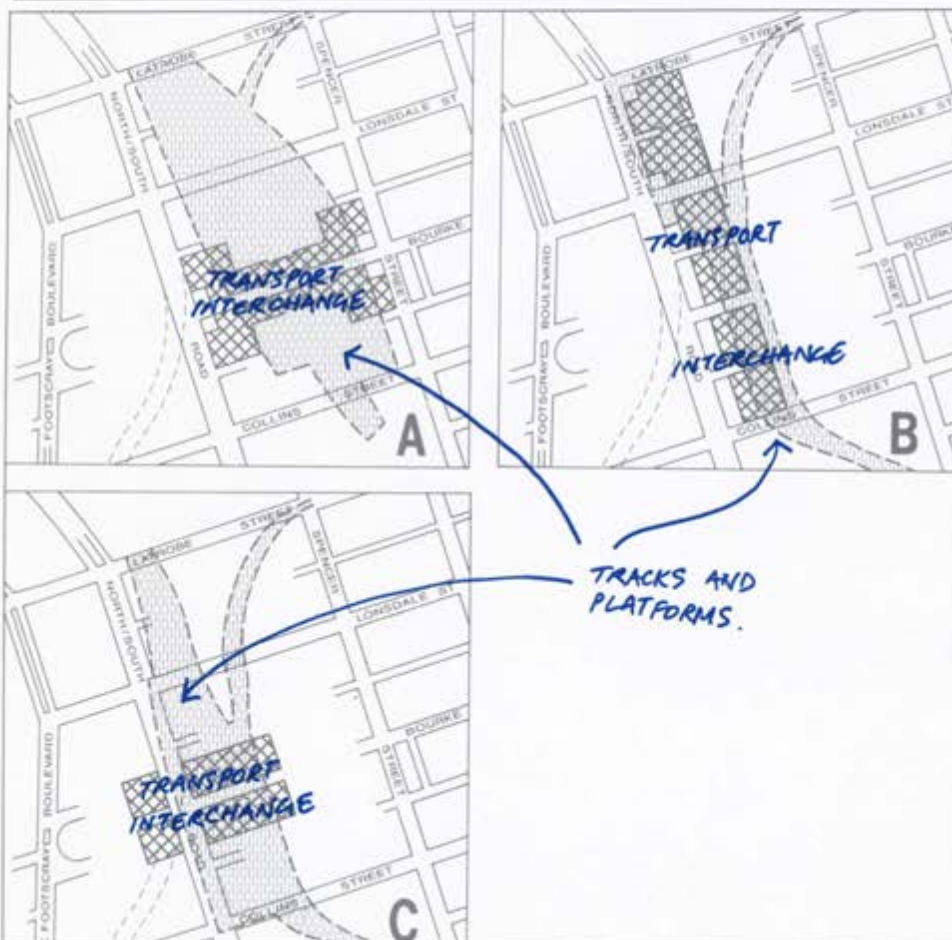 LATROBE STREET
SPENCER
NORTH/SOUTH
LONSDALE ST
BOURKE
STREET
TRANSPORT
INTERCHANGE
FOOTSCRAY BOULEVARD
ROAD
COLLINS STREET
A
LATROBE STREET
SPENCER
NORTH/SOUTH
LONSDALE ST
BOURKE
STREET
TRANSPORT
INTERCHANGE
FOOTSCRAY BOULEVARD
COLLINS STREET
B
TRACKS AND
PLATFORMS.
LATROBE STREET
SPENCER
NORTH/SOUTH
LONSDALE ST
BOURKE
STREET
TRANSPORT
INTERCHANGE
FOOTSCRAY BOULEVARD
ROAD
COLLINS STREET
C